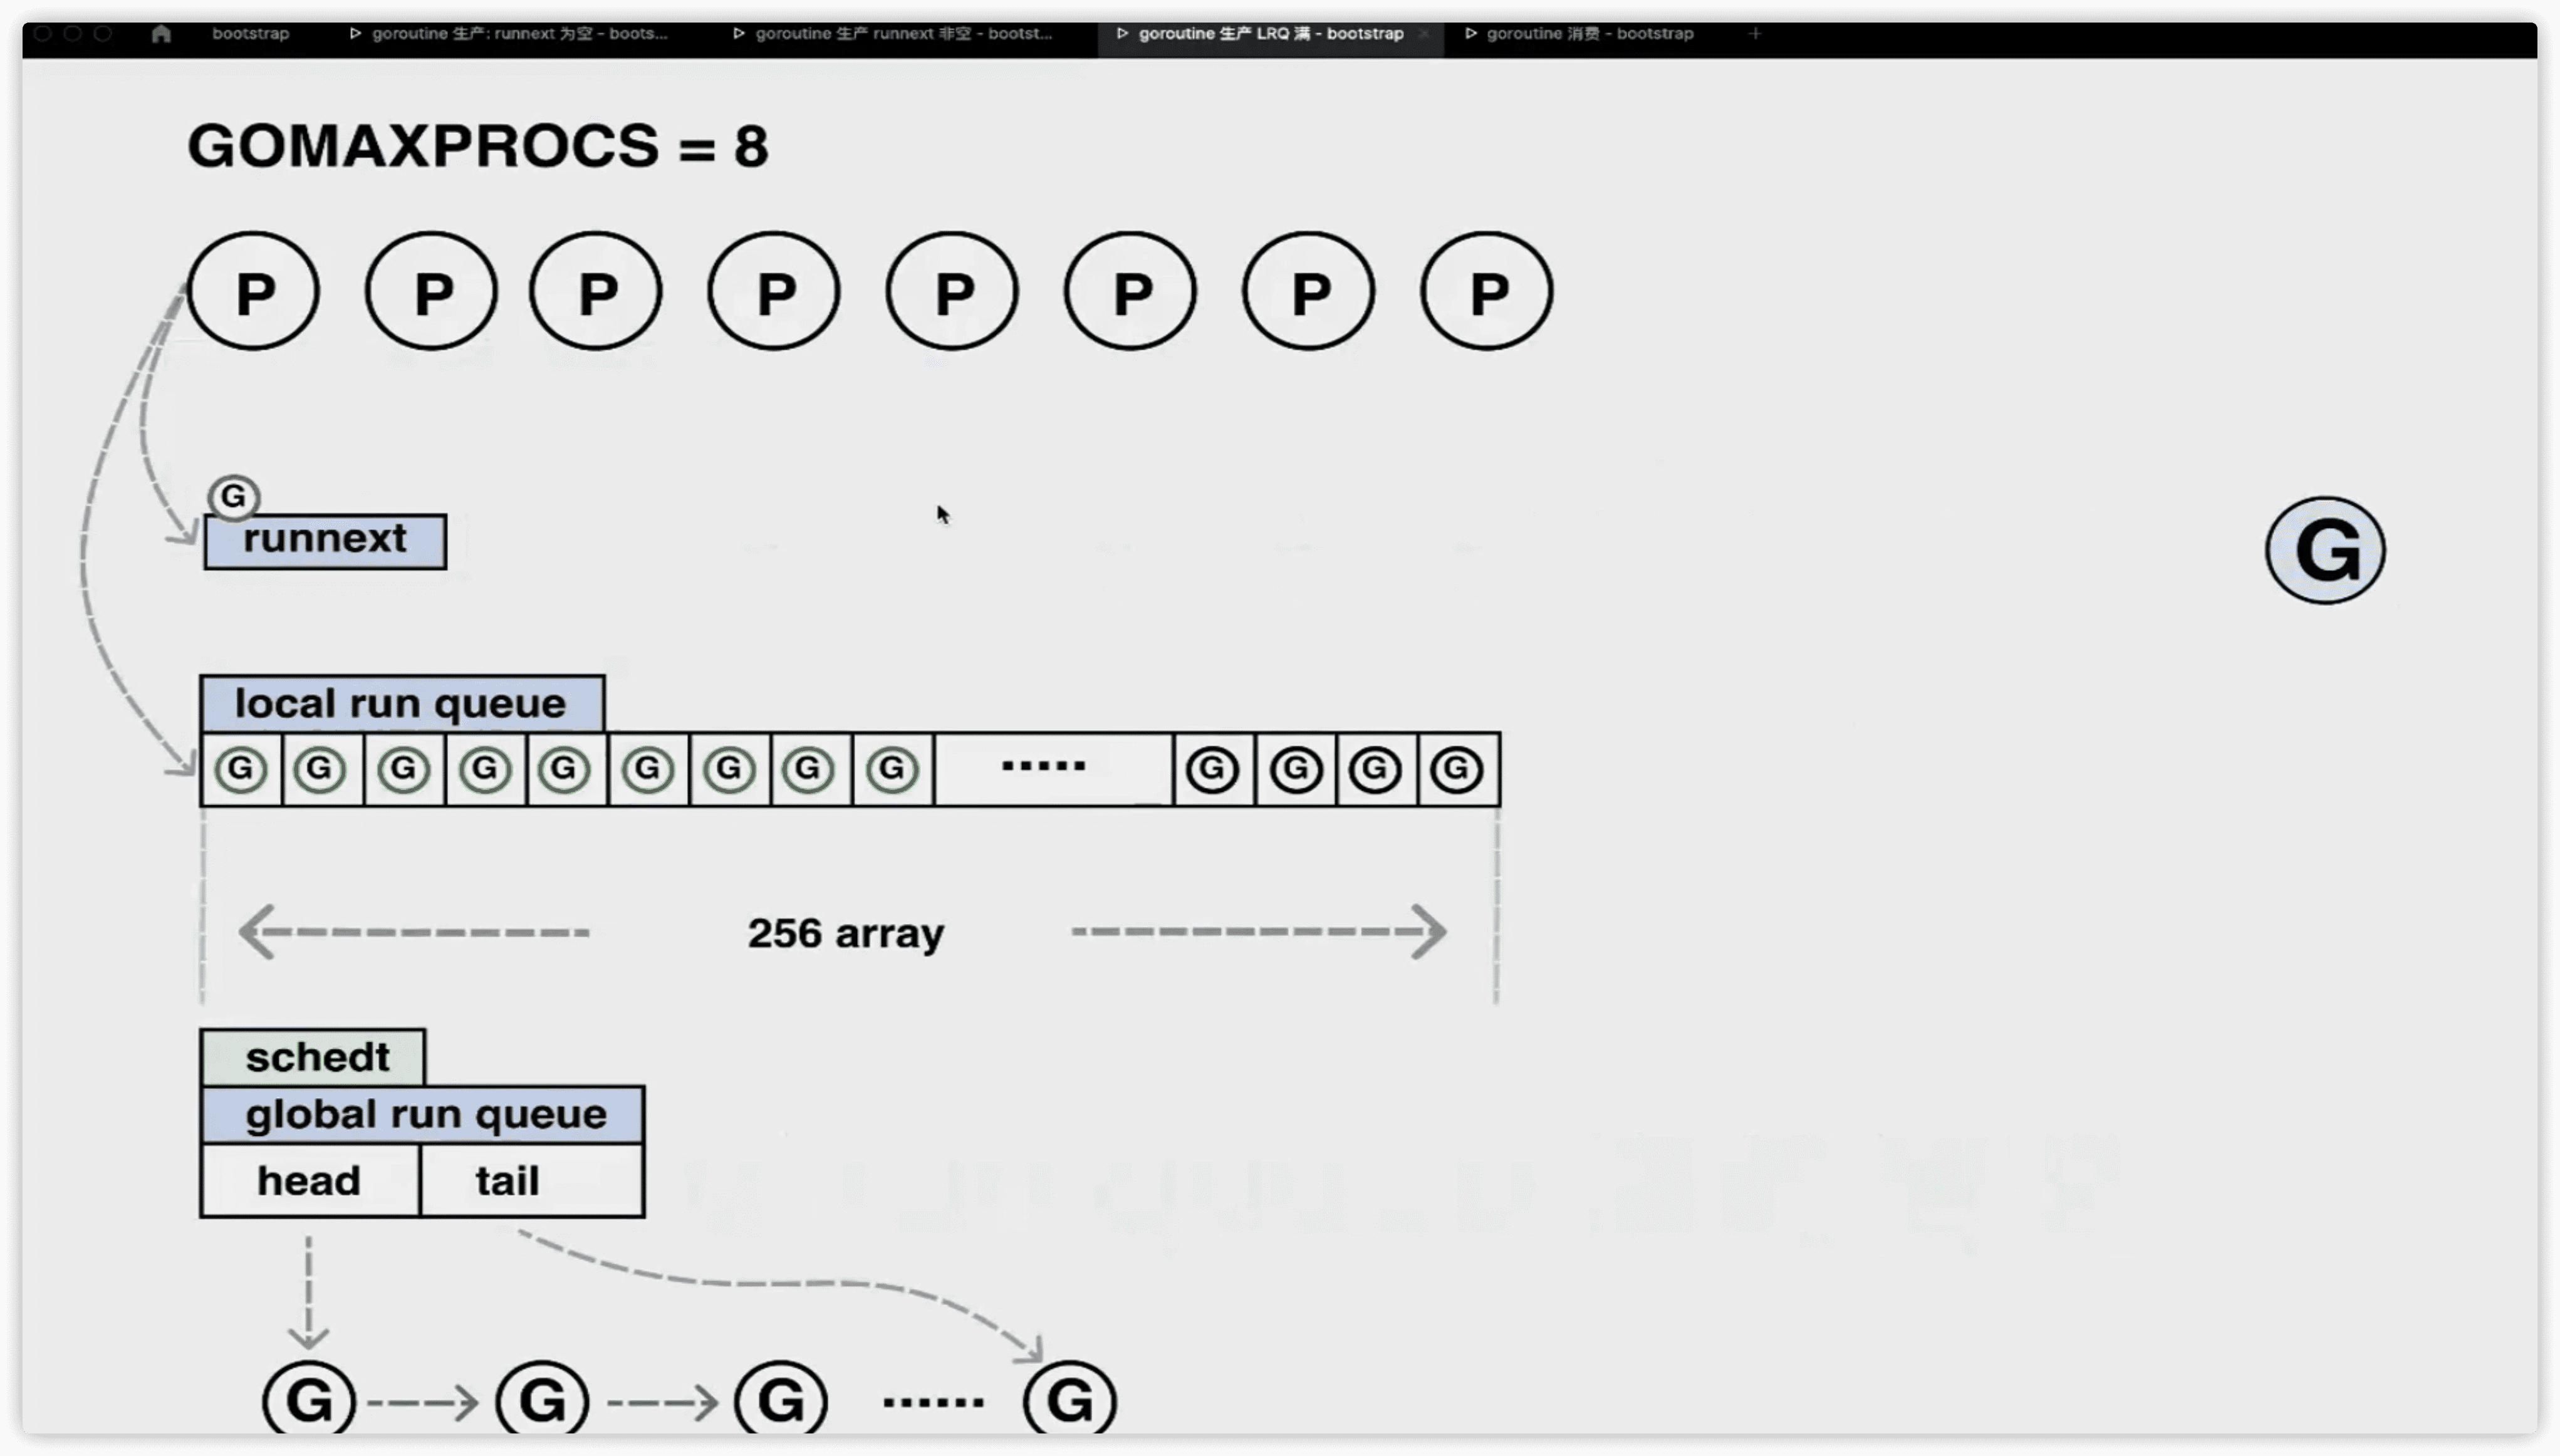 bootstrap
goroutine 生产: runnext 为空 - boots...
goroutine 生产 runnext 非空 - bootst...
goroutine 生产 LRQ 满 - bootstrap
goroutine 消费 - bootstrap
GOMAXPROCS = 8
P P P P P P P P
G
runnext
G
local run queue
G G G G G G G G G ..... G G G G
256 array
schedt
global run queue
head tail
G G G ...... G